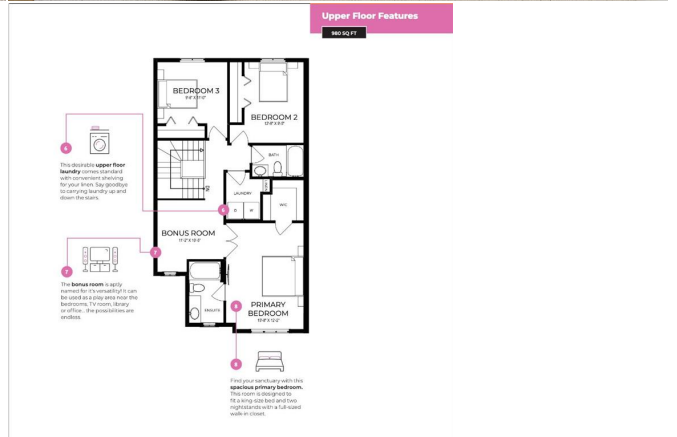 Upper Floor Features
980 SQ FT
BEDROOM 3
BEDROOM 2
BATH
LAUNDRY
D W
W.I.C.
DN
6
This desirable upper floor
laundry comes standard
with convenient shelving
for your linen. Say goodbye
to carrying laundry up and
down the stairs.
BONUS ROOM
7
The bonus room is aptly
named for it's versatility! It can
be used as a play area near the
bedrooms, TV room, library
or office... the possibilities are
endless.
ENSUITE
8
PRIMARY
BEDROOM
8
Find your sanctuary with this
spacious primary bedroom.
This room is designed to
fit a king-size bed and two
nightstands with a full-sized
walk-in closet.